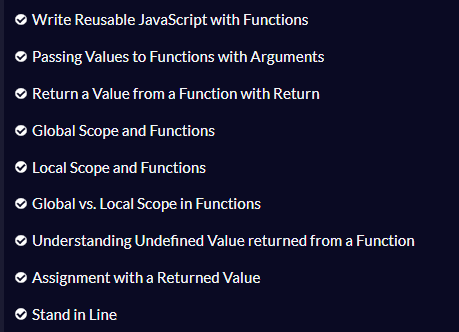 Write Reusable JavaScript with Functions
Passing Values to Functions with Arguments
Return a Value from a Function with Return
Global Scope and Functions
Local Scope and Functions
Global vs. Local Scope in Functions
Understanding Undefined Value returned from a Function
Assignment with a Returned Value
Stand in Line